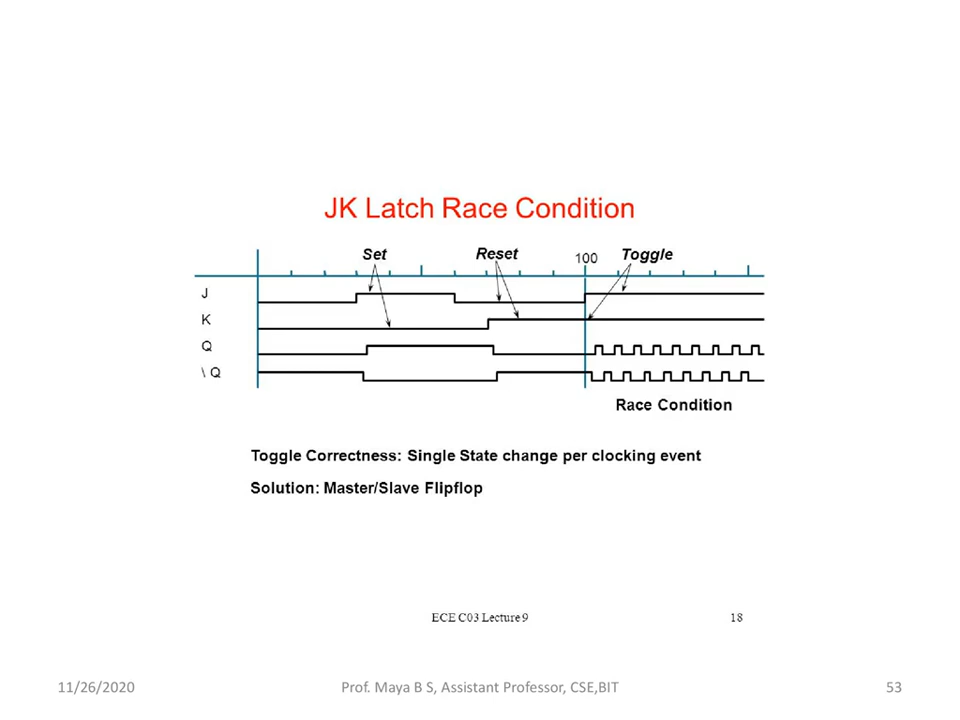 JK Latch Race Condition
Set Reset 100 Toggle
J
K
Q
\ Q
Race Condition
Toggle Correctness: Single State change per clocking event
Solution: Master/Slave Flipflop
ECE C03 Lecture 9 18
11/26/2020 Prof. Maya B S, Assistant Professor, CSE,BIT 53